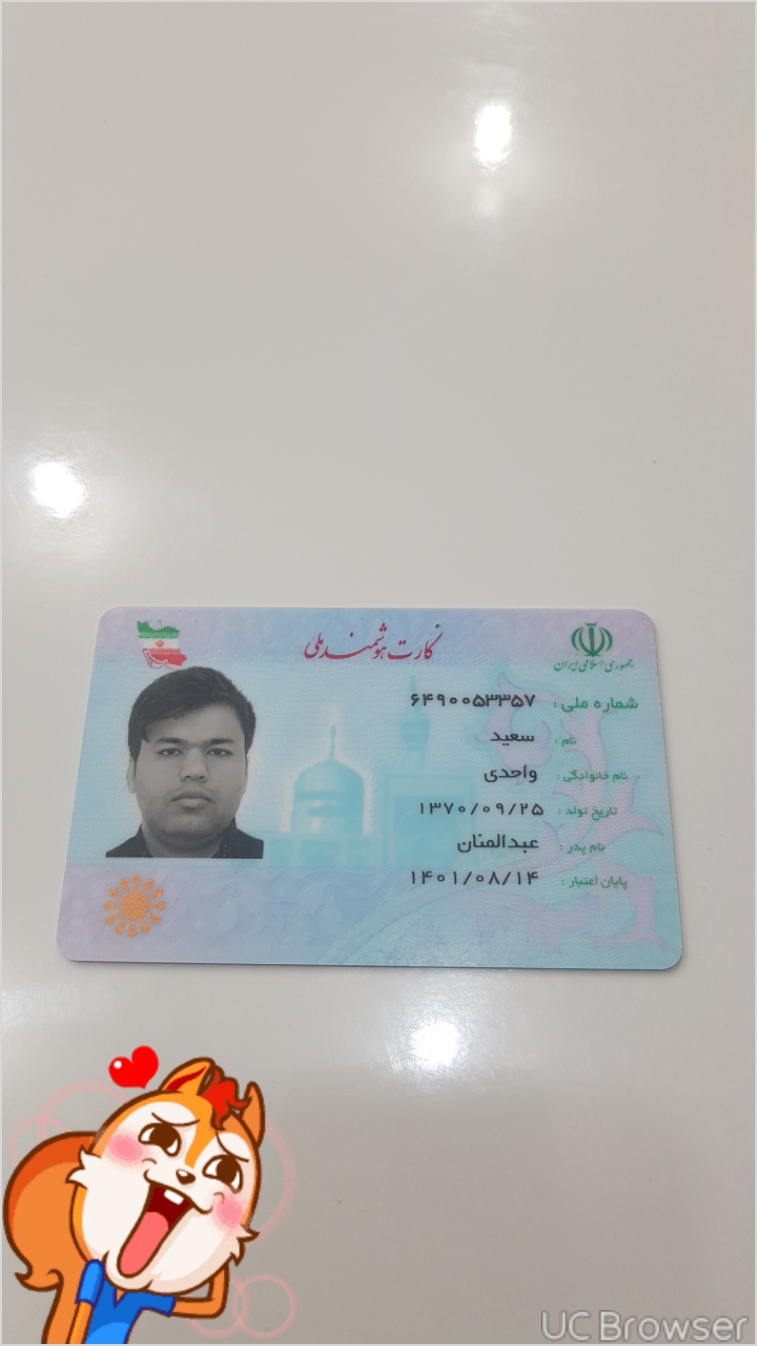 کارت هوشمند ملی
جمهوری اسلامی ایران
شماره ملی : ۶۴۹۰۰۵۳۳۵۷
نام : سعید
نام خانوادگی : واحدی
تاریخ تولد : ۱۳۷۰/۰۹/۲۵
نام پدر : عبدالمنان
پایان اعتبار : ۱۴۰۱/۰۸/۱۴
UC Browser